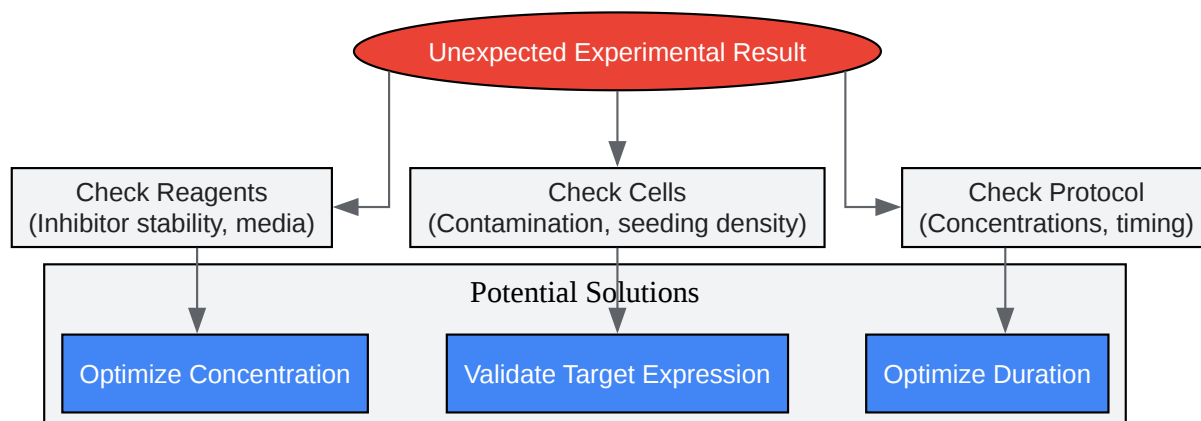 Unexpected Experimental Result
Check Reagents
(Inhibitor stability, media)
Check Cells
(Contamination, seeding density)
Check Protocol
(Concentrations, timing)
Potential Solutions
Optimize Concentration
Validate Target Expression
Optimize Duration